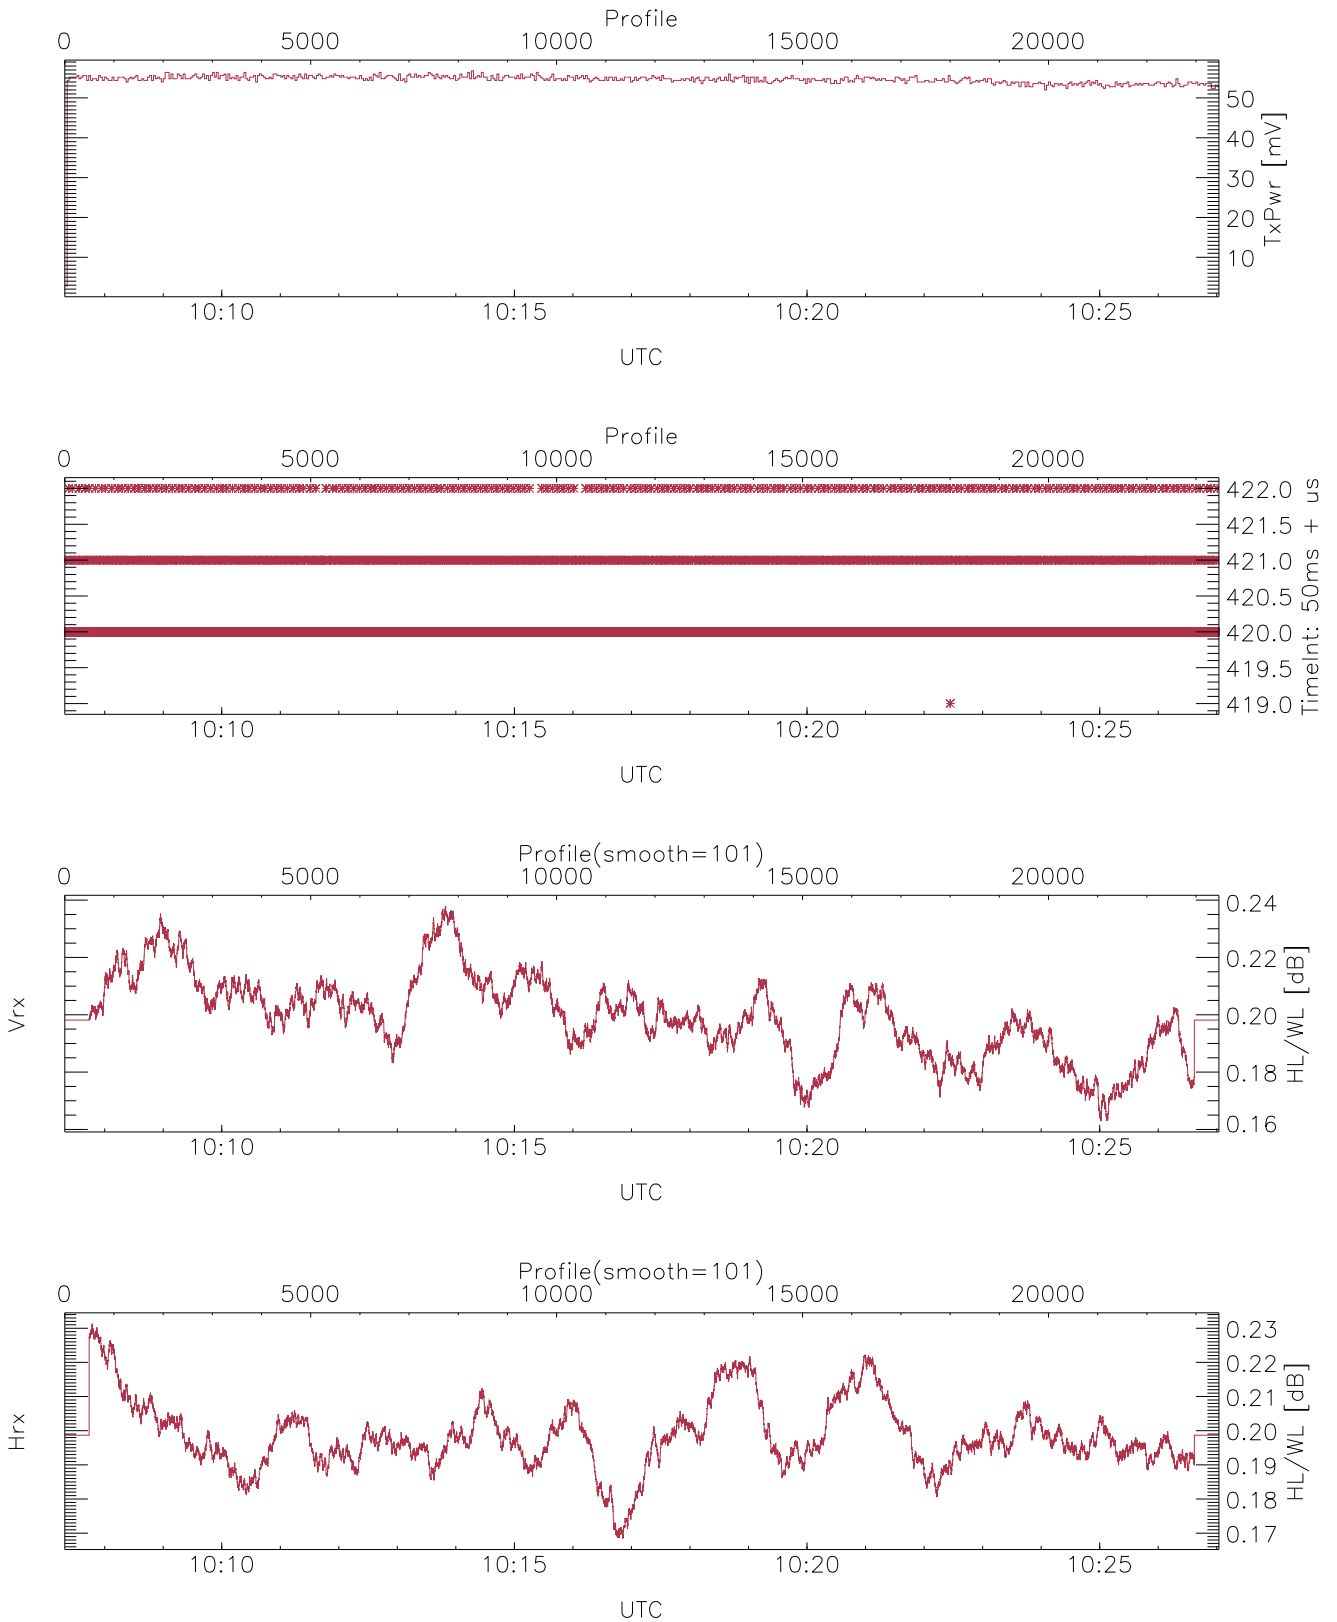 Profile
0 5000 10000 15000 20000
50
40
30
20
10
TxPwr [mV]
10:10 10:15 10:20 10:25
UTC
Profile
0 5000 10000 15000 20000
422.0
421.5
421.0
420.5
420.0
419.5
419.0
TimeInt: 50ms + us
10:10 10:15 10:20 10:25
UTC
Profile(smooth=101)
0 5000 10000 15000 20000
Vrx
0.24
0.22
0.20
0.18
0.16
HL/WL [dB]
10:10 10:15 10:20 10:25
UTC
Profile(smooth=101)
0 5000 10000 15000 20000
Hrx
0.23
0.22
0.21
0.20
0.19
0.18
0.17
HL/WL [dB]
10:10 10:15 10:20 10:25
UTC